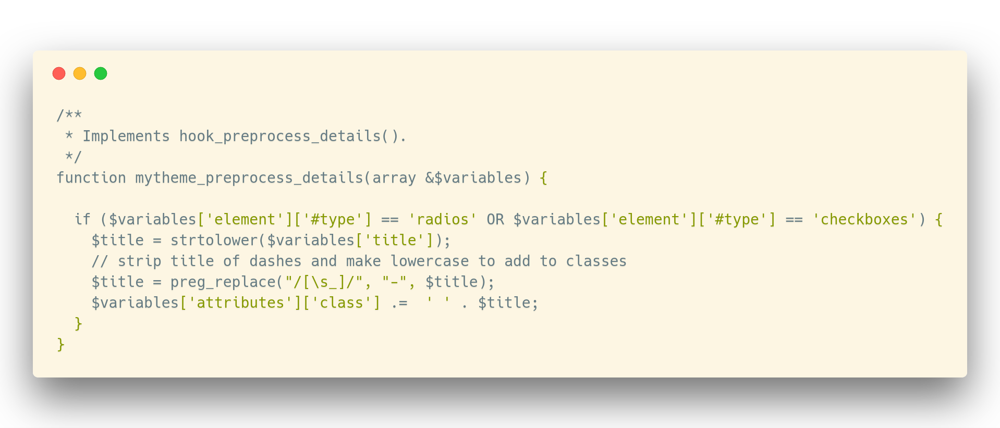 /**
 * Implements hook_preprocess_details().
 */
function mytheme_preprocess_details(array &$variables) {

  if ($variables['element']['#type'] == 'radios' OR $variables['element']['#type'] == 'checkboxes') {
    $title = strtolower($variables['title']);
    // strip title of dashes and make lowercase to add to classes
    $title = preg_replace("/[\s_]/", "-", $title);
    $variables['attributes']['class'] .=  ' ' . $title;
  }
}